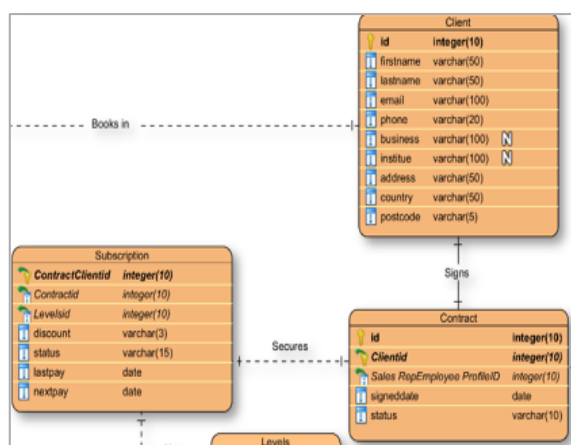 Client
id integer(10)
firstname varchar(50)
lastname varchar(50)
email varchar(100)
phone varchar(20)
business varchar(100) N
institue varchar(100) N
address varchar(50)
country varchar(50)
postcode varchar(5)
Books in
Signs
Subscription
ContractClientid integer(10)
Contractid integer(10)
Levelsid integer(10)
discount varchar(3)
status varchar(15)
lastpay date
nextpay date
Secures
Contract
id integer(10)
Clientid integer(10)
Sales RepEmployee ProfileID integer(10)
signeddate date
status varchar(10)
Levels